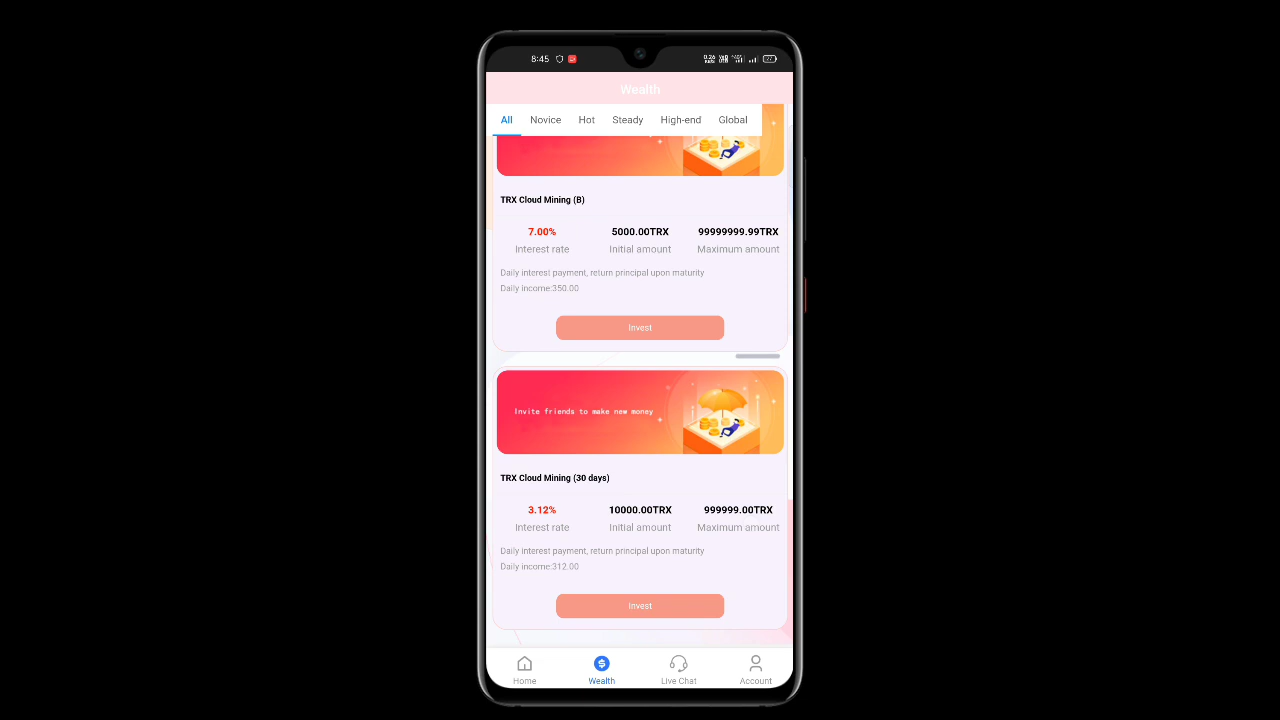 8:45
Wealth
All Novice Hot Steady High-end Global
TRX Cloud Mining (B)
7.00% 5000.00TRX 99999999.99TRX
Interest rate Initial amount Maximum amount
Daily interest payment, return principal upon maturity
Daily income:350.00
Invest
Invite friends to make new money
TRX Cloud Mining (30 days)
3.12% 10000.00TRX 999999.00TRX
Interest rate Initial amount Maximum amount
Daily interest payment, return principal upon maturity
Daily income:312.00
Invest
Home Wealth Live Chat Account